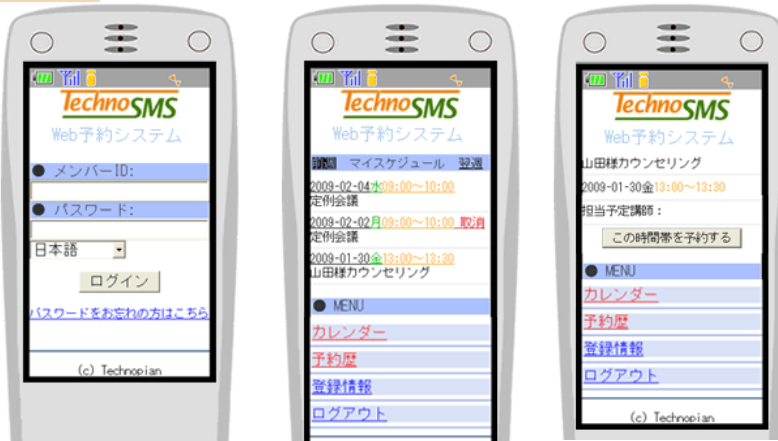 TechnoSMS
Web予約システム
● メンバーID:
● パスワード:
日本語
ログイン
パスワードをお忘れの方はこちら
(c) Technopian
TechnoSMS
Web予約システム
前週 マイスケジュール 翌週
2009-02-04水09:00～10:00
定例会議
2009-02-02月09:00～10:00 取消
定例会議
2009-01-30金13:00～13:30
山田様カウンセリング
● MENU
カレンダー
予約歴
登録情報
ログアウト
TechnoSMS
Web予約システム
山田様カウンセリング
2009-01-30金13:00～13:30
担当予定講師：
この時間帯を予約する
● MENU
カレンダー
予約歴
登録情報
ログアウト
(c) Technopian